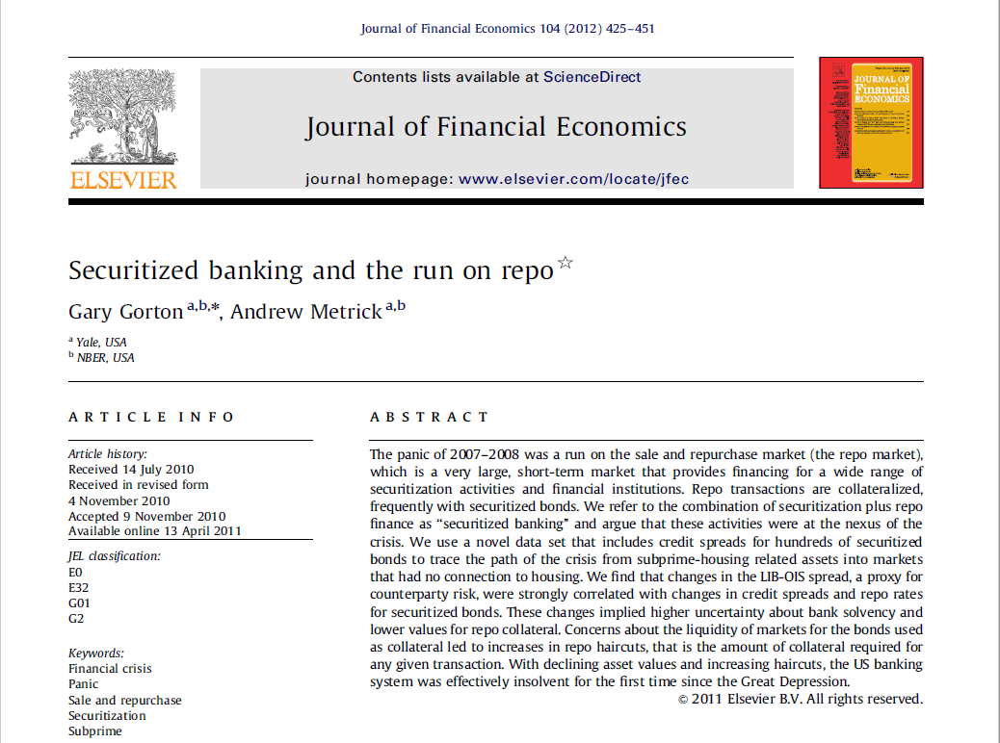 Journal of Financial Economics 104 (2012) 425–451
Contents lists available at ScienceDirect
Journal of Financial Economics
journal homepage: www.elsevier.com/locate/jfec
ELSEVIER
JOURNAL OF
Financial
ECONOMICS
Securitized banking and the run on repo☆
Gary Gorton a,b,*, Andrew Metrick a,b
a Yale, USA
b NBER, USA
ARTICLE INFO
Article history:
Received 14 July 2010
Received in revised form
4 November 2010
Accepted 9 November 2010
Available online 13 April 2011
JEL classification:
E0
E32
G01
G2
Keywords:
Financial crisis
Panic
Sale and repurchase
Securitization
Subprime
ABSTRACT
The panic of 2007–2008 was a run on the sale and repurchase market (the repo market),
which is a very large, short-term market that provides financing for a wide range of
securitization activities and financial institutions. Repo transactions are collateralized,
frequently with securitized bonds. We refer to the combination of securitization plus repo
finance as “securitized banking” and argue that these activities were at the nexus of the
crisis. We use a novel data set that includes credit spreads for hundreds of securitized
bonds to trace the path of the crisis from subprime-housing related assets into markets
that had no connection to housing. We find that changes in the LIB-OIS spread, a proxy for
counterparty risk, were strongly correlated with changes in credit spreads and repo rates
for securitized bonds. These changes implied higher uncertainty about bank solvency and
lower values for repo collateral. Concerns about the liquidity of markets for the bonds used
as collateral led to increases in repo haircuts, that is the amount of collateral required for
any given transaction. With declining asset values and increasing haircuts, the US banking
system was effectively insolvent for the first time since the Great Depression.
© 2011 Elsevier B.V. All rights reserved.